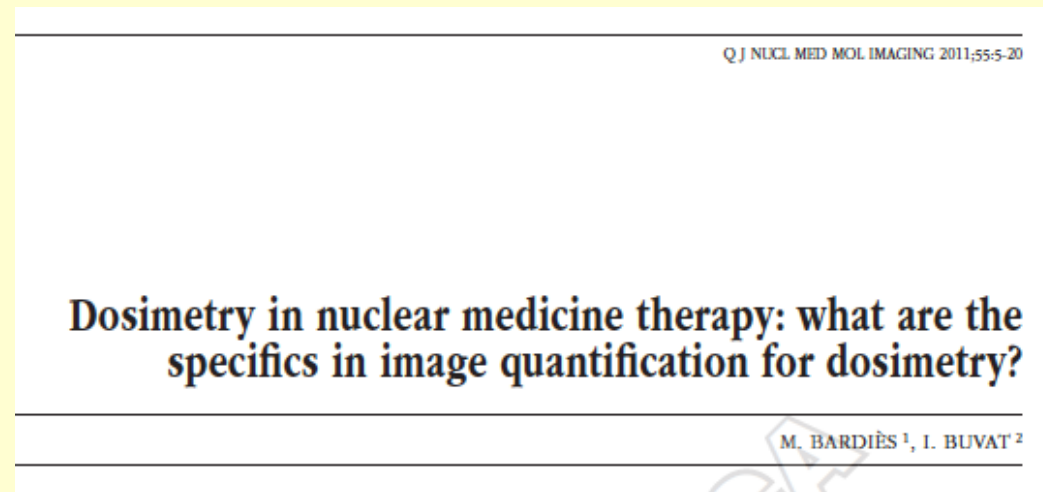 Q J NUCL MED MOL IMAGING 2011;55:5-20
Dosimetry in nuclear medicine therapy: what are the
specifics in image quantification for dosimetry?
M. BARDIÈS ¹, I. BUVAT ²